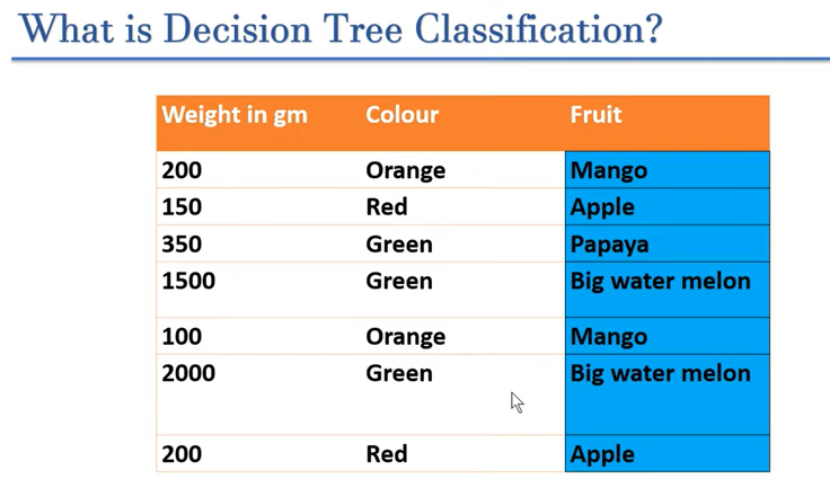 What is Decision Tree Classification?
Weight in gm Colour Fruit
200 Orange Mango
150 Red Apple
350 Green Papaya
1500 Green Big water melon
100 Orange Mango
2000 Green Big water melon
200 Red Apple